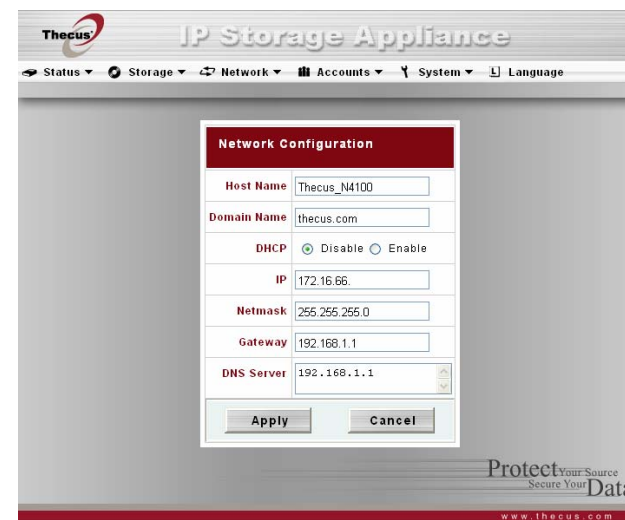 Thecus
IP Storage Appliance
Status Storage Network Accounts System L Language
Network Configuration
Host Name Thecus_N4100
Domain Name thecus.com
DHCP Disable Enable
IP 172.16.66.
Netmask 255.255.255.0
Gateway 192.168.1.1
DNS Server 192.168.1.1
Apply Cancel
Protect Your Source
Secure Your Data
www.thecus.com